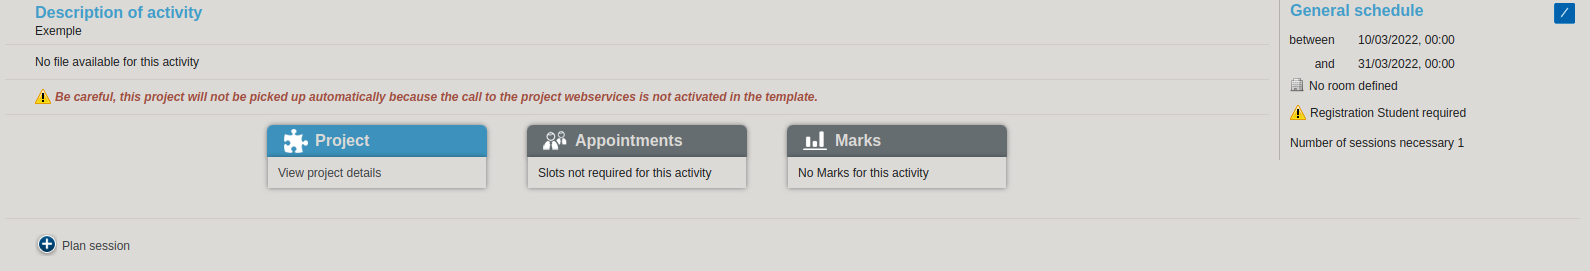 Description of activity
Exemple
No file available for this activity
Be careful, this project will not be picked up automatically because the call to the project webservices is not activated in the template.
Project
View project details
Appointments
Slots not required for this activity
Marks
No Marks for this activity
Plan session
General schedule
between 10/03/2022, 00:00
and 31/03/2022, 00:00
No room defined
Registration Student required
Number of sessions necessary 1